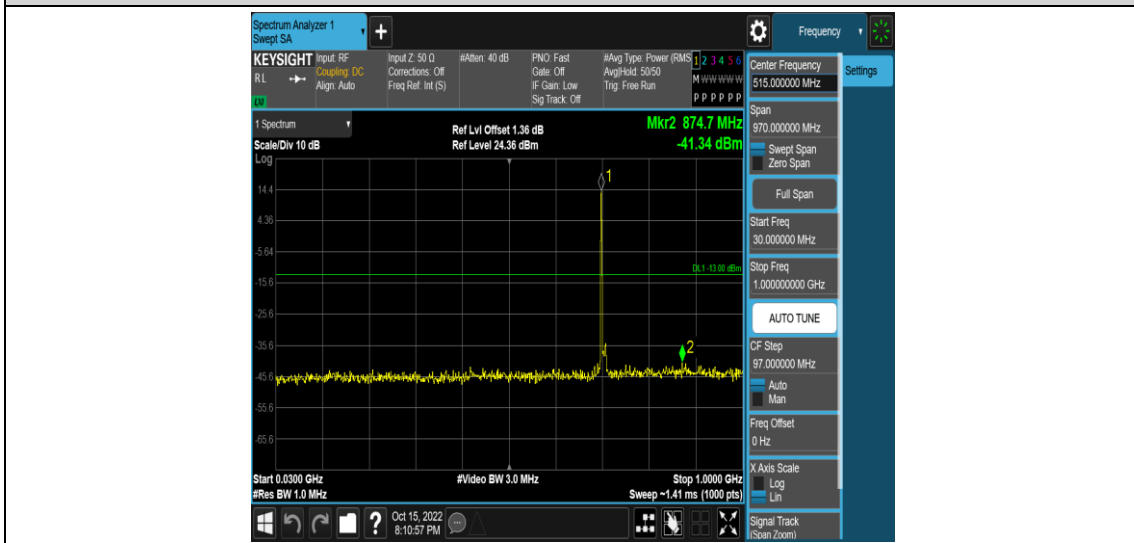 Spectrum Analyzer 1
Swept SA
+
Frequency
KEYSIGHT
RL
LXI
Input: RF
Coupling: DC
Align: Auto
Input Z: 50 Ω
Corrections: Off
Freq Ref: Int (S)
#Atten: 40 dB
PNO: Fast
Gate: Off
IF Gain: Low
Sig Track: Off
#Avg Type: Power (RMS
Avg|Hold: 50/50
Trig: Free Run
1 2 3 4 5 6
M W W W W W
P P P P P P
1 Spectrum
Scale/Div 10 dB
Log
Ref Lvl Offset 1.36 dB
Ref Level 24.36 dBm
Mkr2 874.7 MHz
-41.34 dBm
1
14.4
4.36
-5.64
DL1 -13.00 dBm
-15.6
-25.6
-35.6
2
-45.6
-55.6
-65.6
Start 0.0300 GHz
#Res BW 1.0 MHz
#Video BW 3.0 MHz
Stop 1.0000 GHz
Sweep ~1.41 ms (1000 pts)
?
Oct 15, 2022
8:10:57 PM
Center Frequency
515.000000 MHz
Settings
Span
970.000000 MHz
Swept Span
Zero Span
Full Span
Start Freq
30.000000 MHz
Stop Freq
1.000000000 GHz
AUTO TUNE
CF Step
97.000000 MHz
Auto
Man
Freq Offset
0 Hz
X Axis Scale
Log
Lin
Signal Track
(Span Zoom)